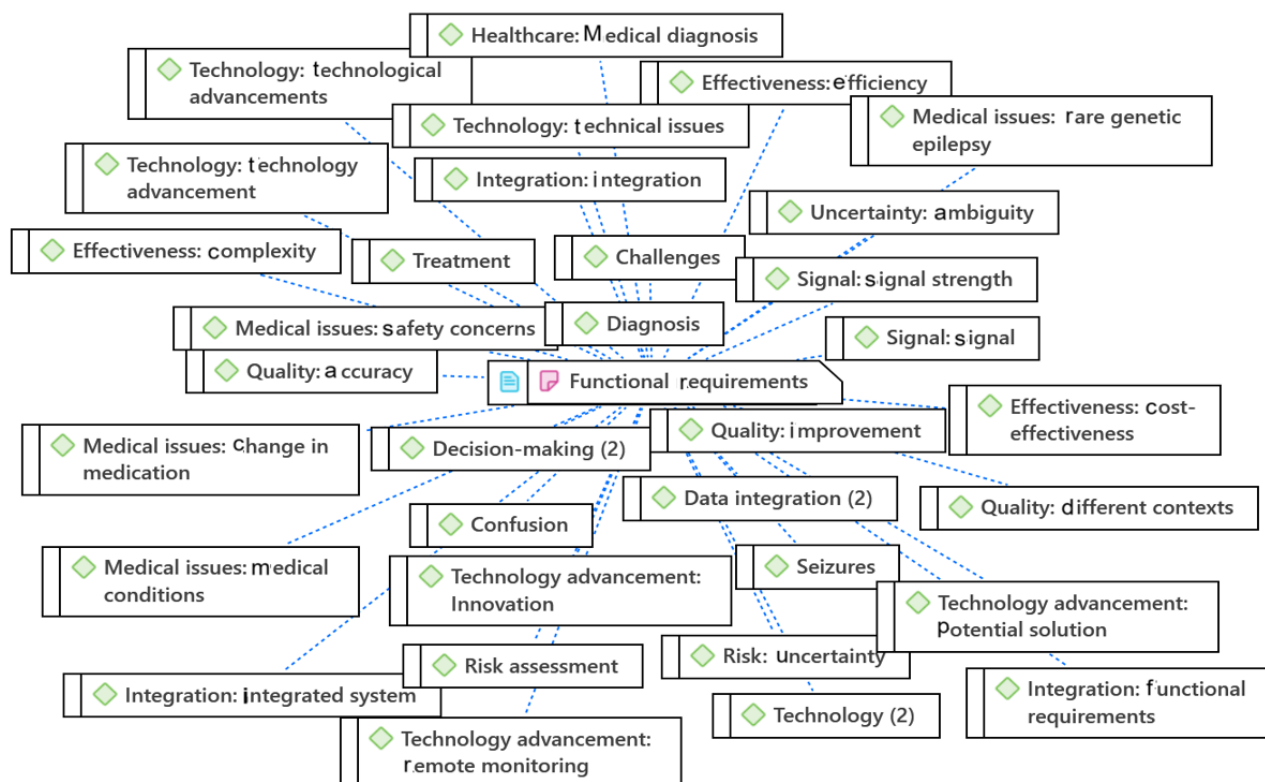 Healthcare: Medical diagnosis
Technology: technological
advancements
Effectiveness: efficiency
Technology: technical issues
Medical issues: rare genetic
epilepsy
Technology: technology
advancement
Integration: integration
Uncertainty: ambiguity
Effectiveness: complexity
Treatment
Challenges
Signal: signal strength
Medical issues: safety concerns
Diagnosis
Signal: signal
Quality: accuracy
Functional requirements
Effectiveness: cost-
effectiveness
Medical issues: change in
medication
Decision-making (2)
Quality: improvement
Data integration (2)
Quality: different contexts
Confusion
Medical issues: medical
conditions
Technology advancement:
Innovation
Seizures
Technology advancement:
Potential solution
Risk assessment
Risk: uncertainty
Integration: integrated system
Integration: functional
requirements
Technology (2)
Technology advancement:
remote monitoring